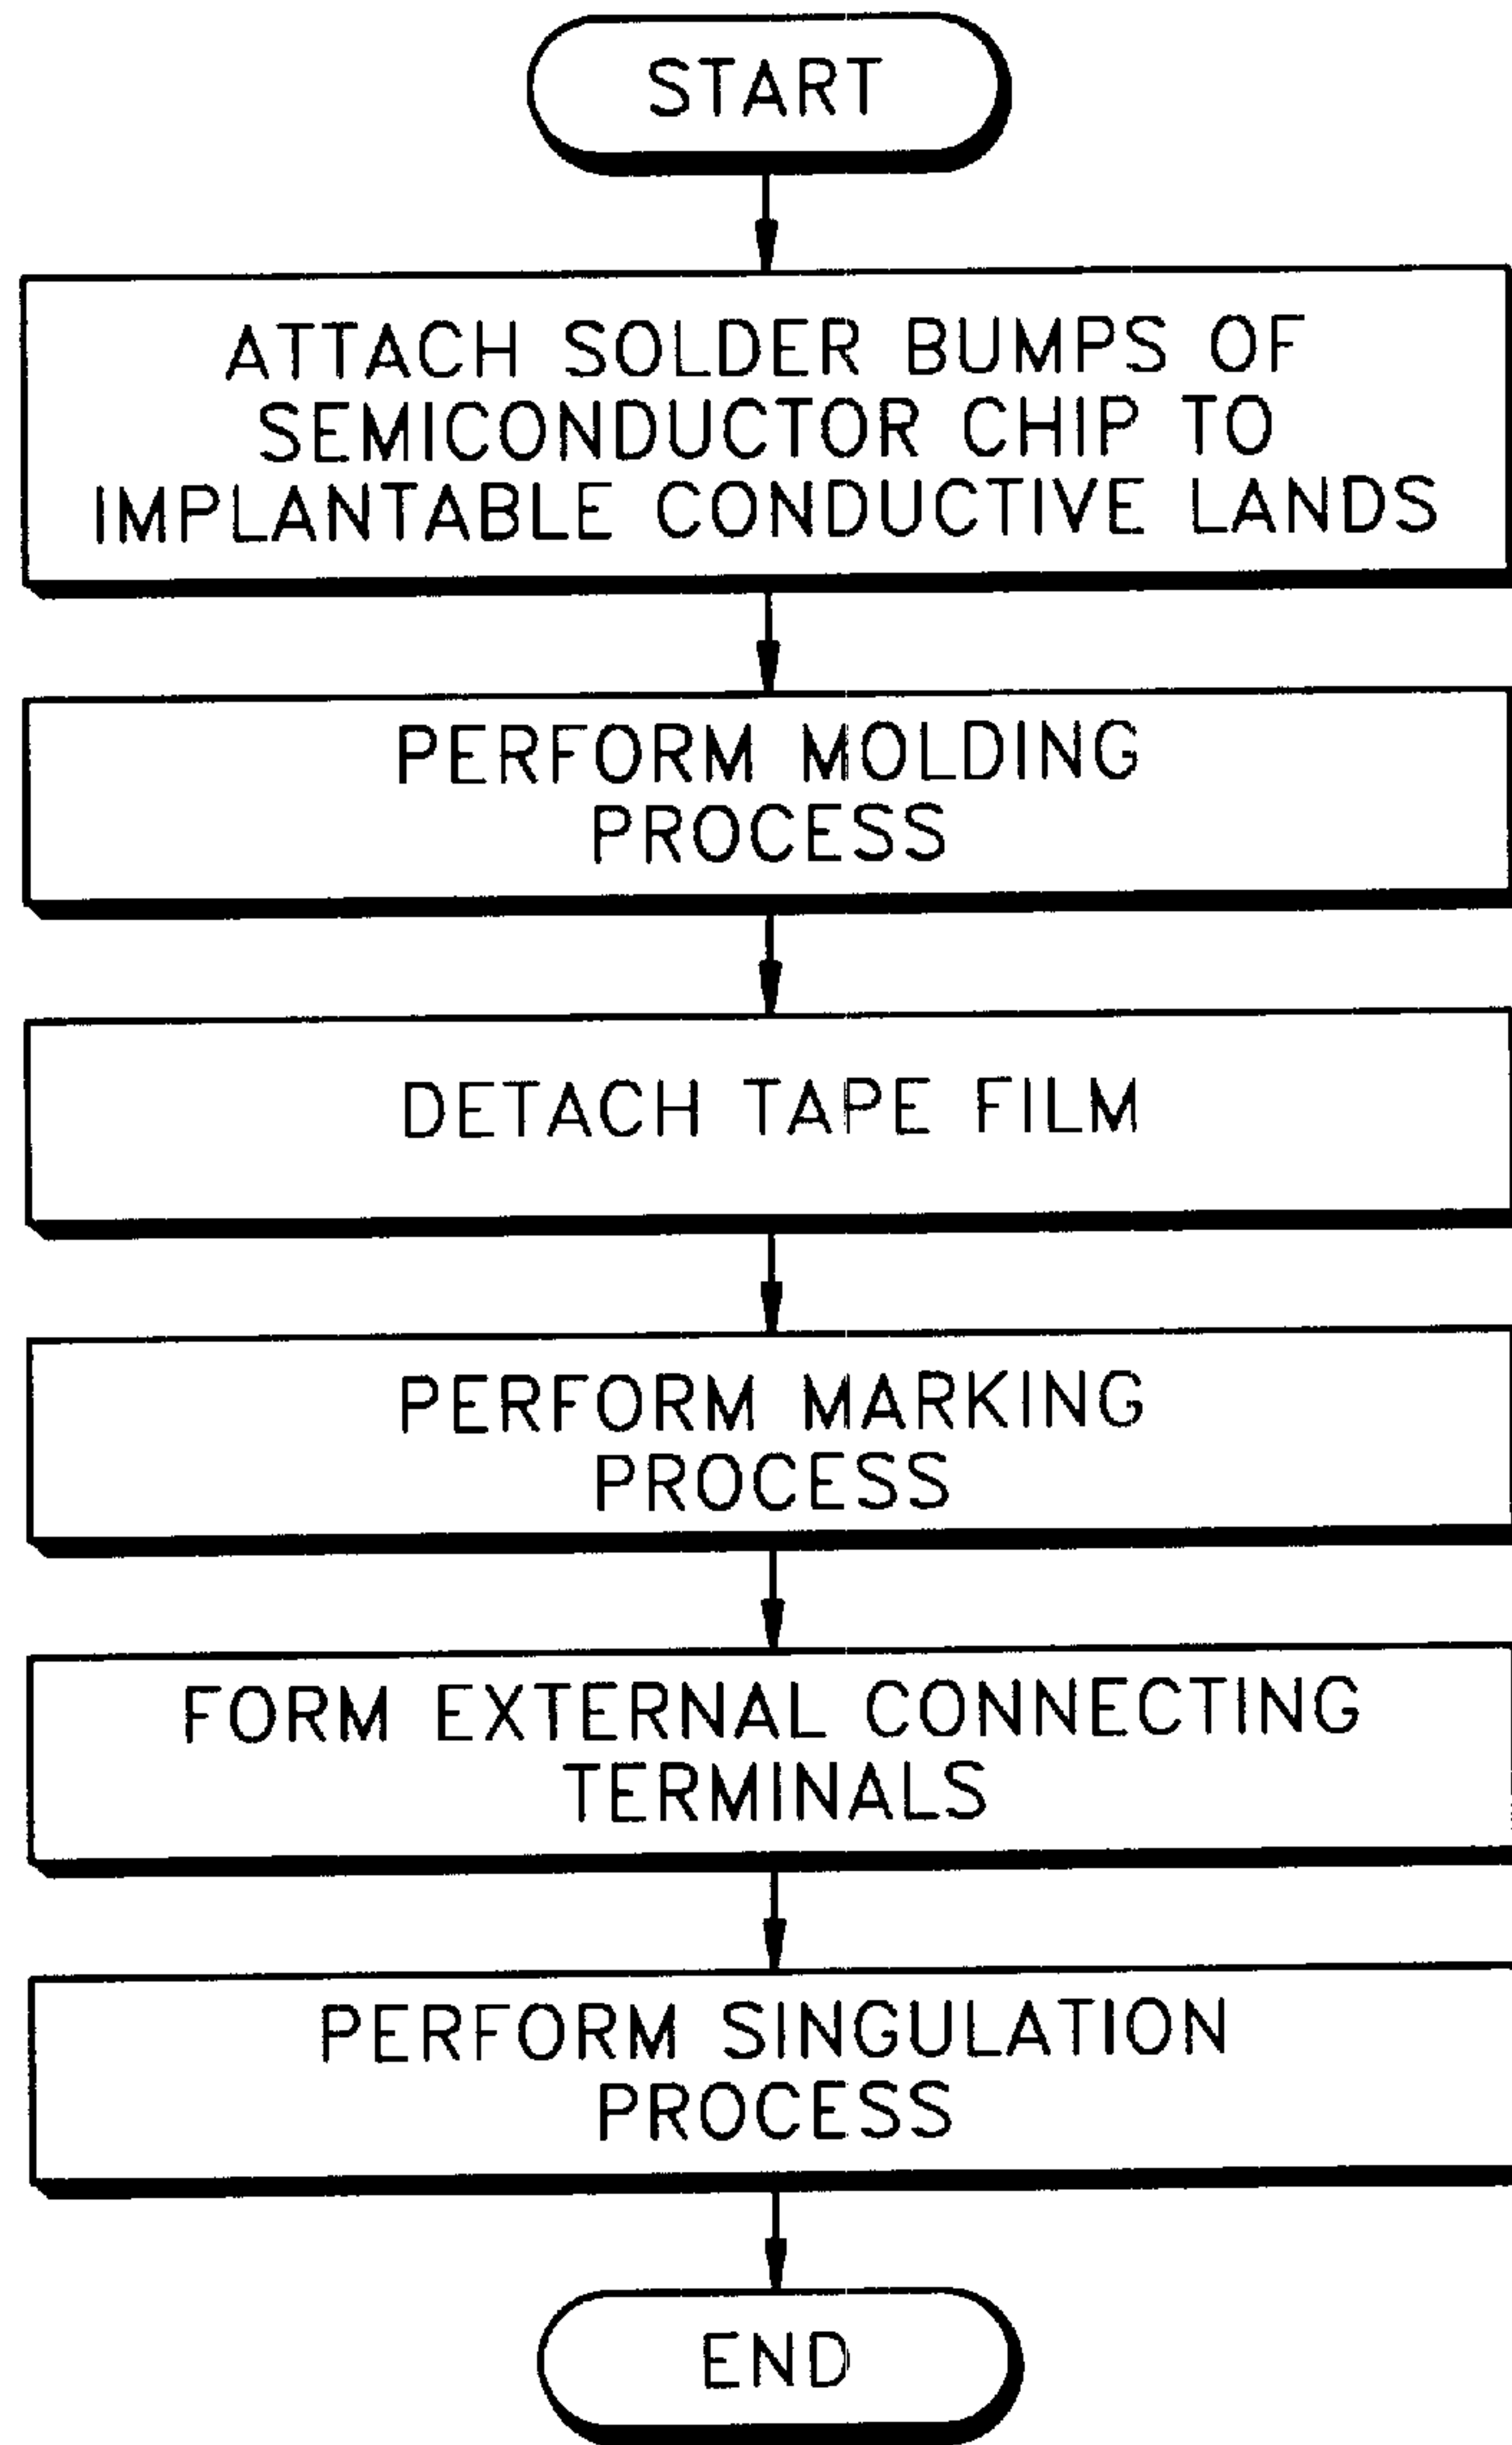 START
ATTACH SOLDER BUMPS OF
SEMICONDUCTOR CHIP TO
IMPLANTABLE CONDUCTIVE LANDS
PERFORM MOLDING
PROCESS
DETACH TAPE FILM
PERFORM MARKING
PROCESS
FORM EXTERNAL CONNECTING
TERMINALS
PERFORM SINGULATION
PROCESS
END